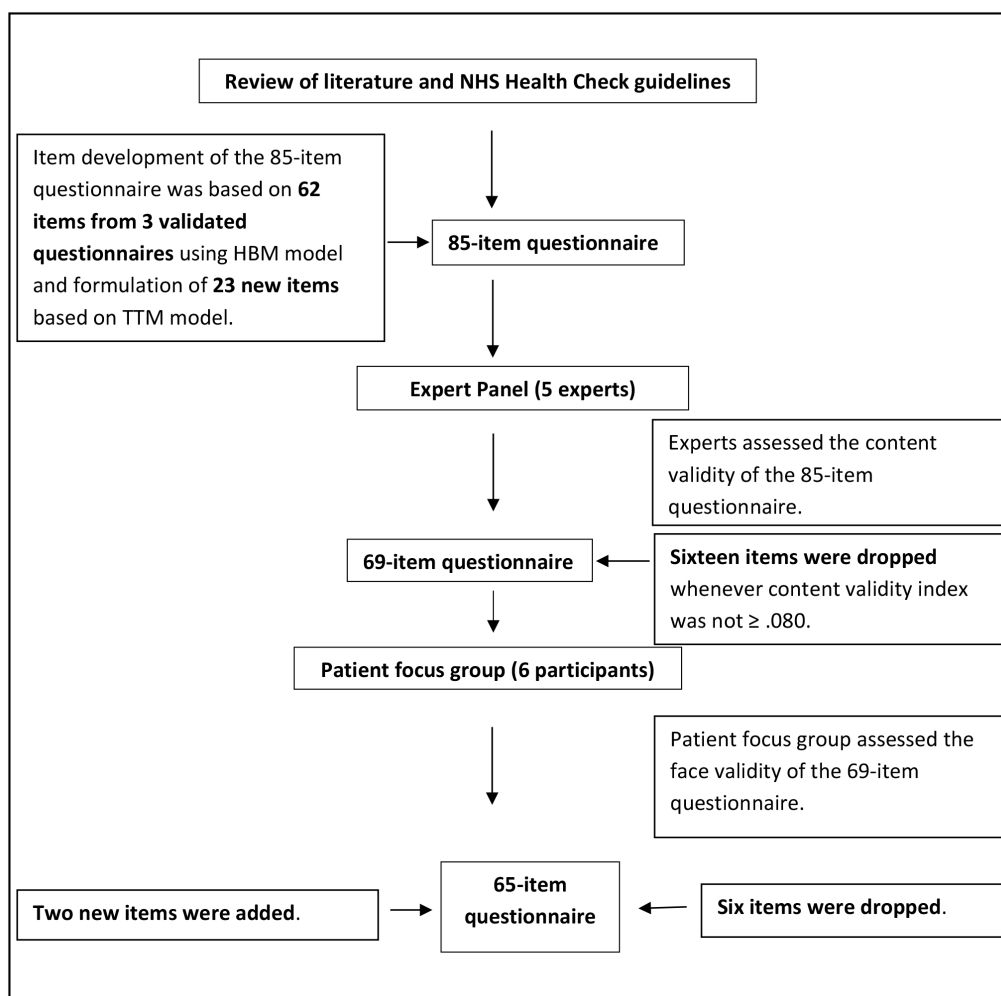 Review of literature and NHS Health Check guidelines
Item development of the 85-item
questionnaire was based on 62
items from 3 validated
questionnaires using HBM model
and formulation of 23 new items
based on TTM model.
85-item questionnaire
Expert Panel (5 experts)
Experts assessed the content
validity of the 85-item
questionnaire.
69-item questionnaire
Sixteen items were dropped
whenever content validity index
was not ≥ .080.
Patient focus group (6 participants)
Patient focus group assessed the
face validity of the 69-item
questionnaire.
65-item
questionnaire
Two new items were added.
Six items were dropped.